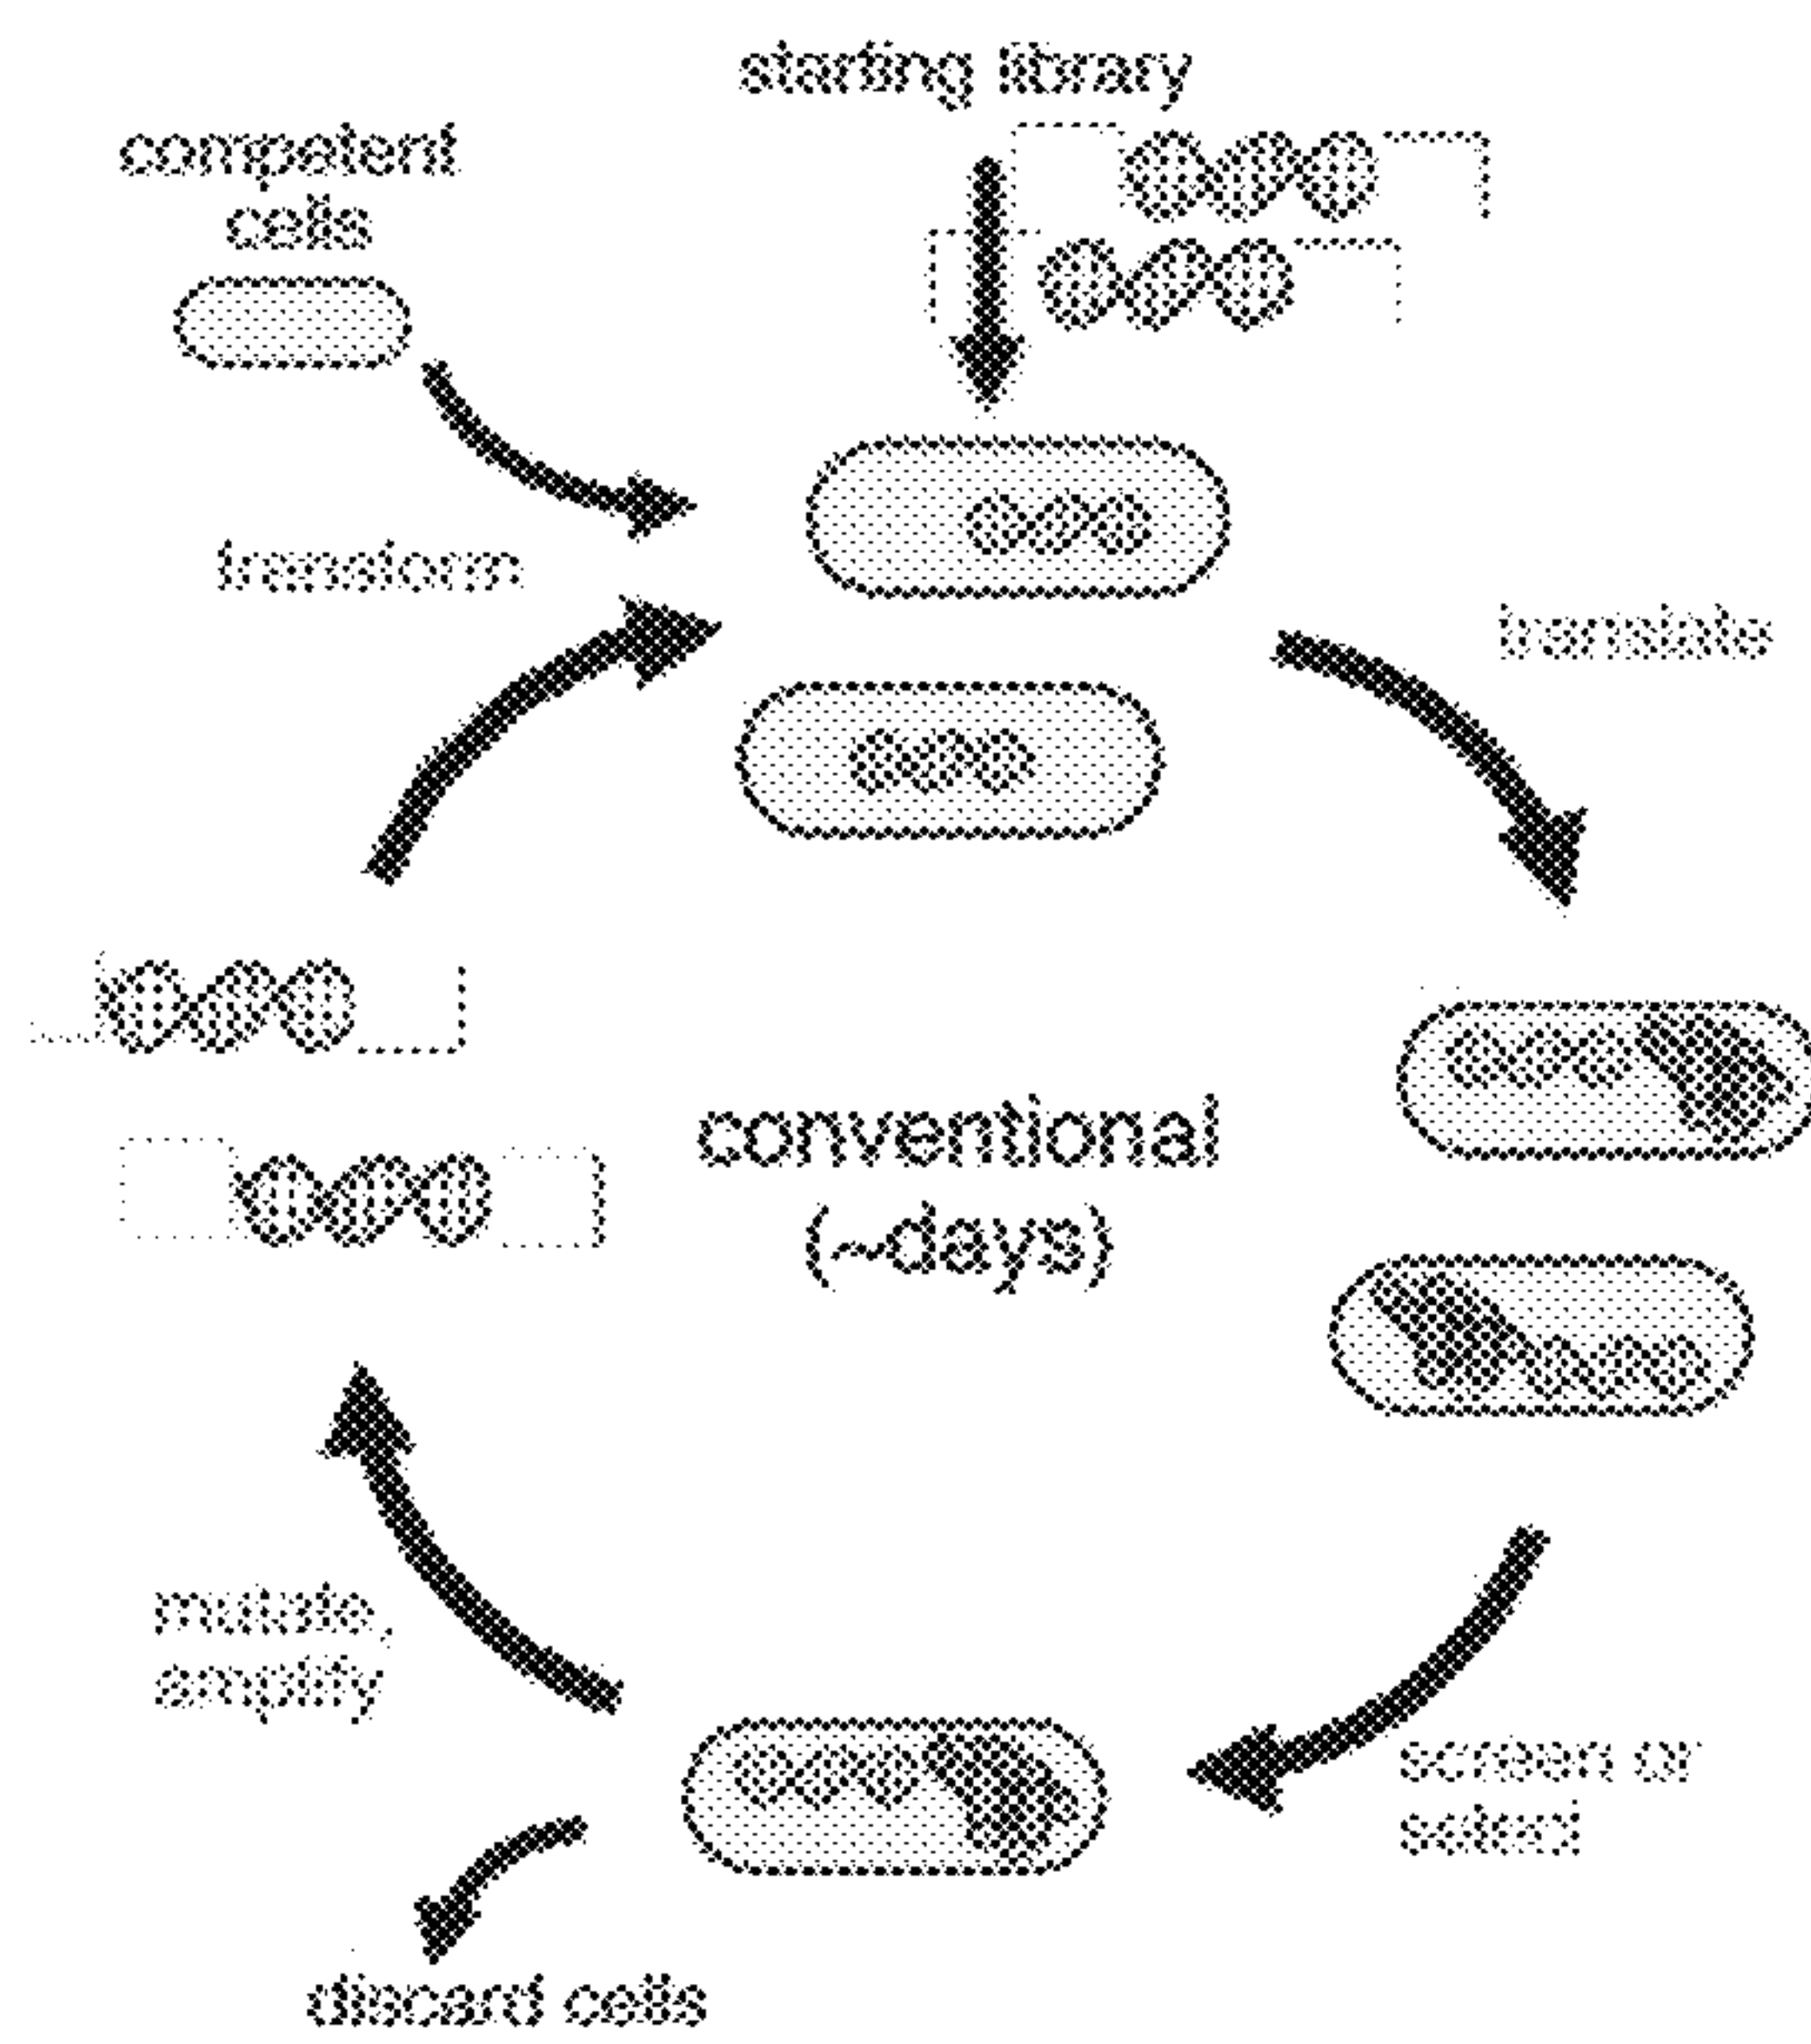 starting library
competent
cells
transform
translate
conventional
(~days)
mutate,
amplify
screen or
select
discard cells